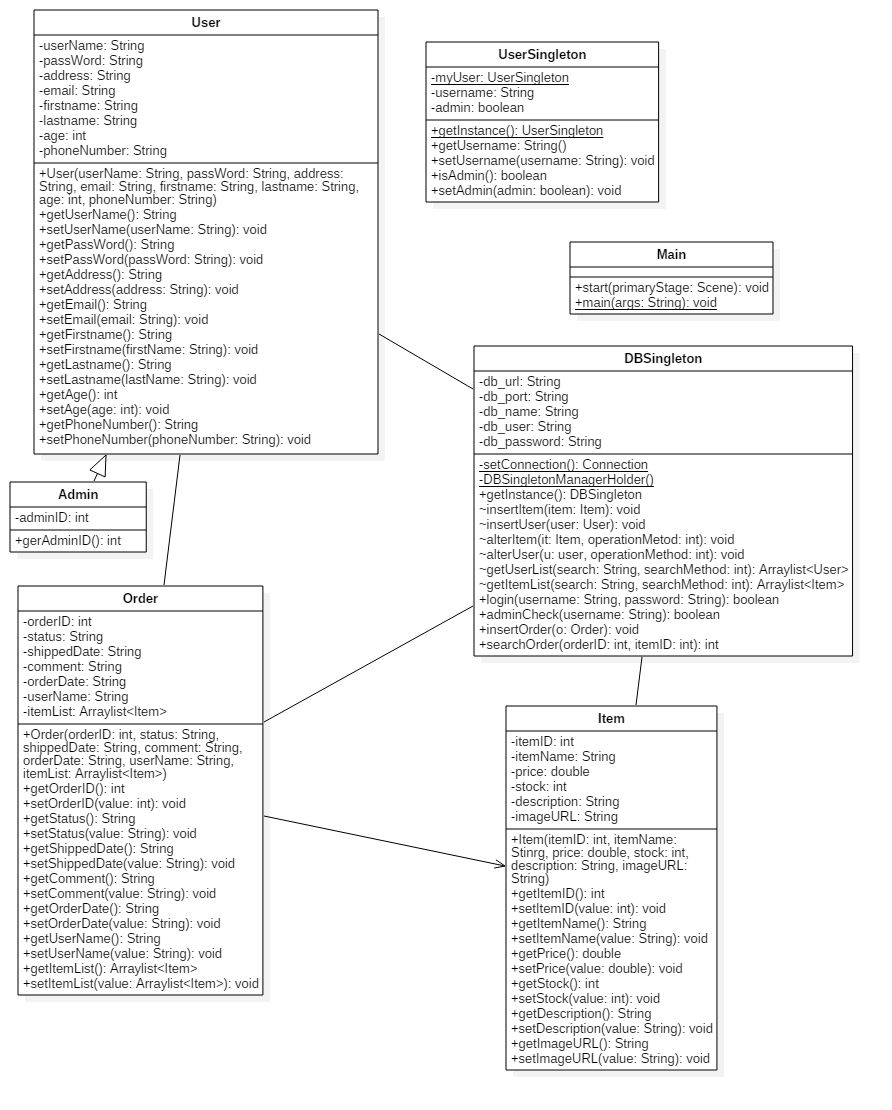 User
-userName: String
-passWord: String
-address: String
-email: String
-firstname: String
-lastname: String
-age: int
-phoneNumber: String
+User(userName: String, passWord: String, address:
String, email: String, firstname: String, lastname: String,
age: int, phoneNumber: String)
+getUserName(): String
+setUserName(userName: String): void
+getPassWord(): String
+setPassWord(passWord: String): void
+getAddress(): String
+setAddress(address: String): void
+getEmail(): String
+setEmail(email: String): void
+getFirstname(): String
+setFirstname(firstName: String): void
+getLastname(): String
+setLastname(lastName: String): void
+getAge(): int
+setAge(age: int): void
+getPhoneNumber(): String
+setPhoneNumber(phoneNumber: String): void
UserSingleton
-myUser: UserSingleton
-username: String
-admin: boolean
+getInstance(): UserSingleton
+getUsername: String()
+setUsername(username: String): void
+isAdmin(): boolean
+setAdmin(admin: boolean): void
Main
+start(primaryStage: Scene): void
+main(args: String): void
DBSingleton
-db_url: String
-db_port: String
-db_name: String
-db_user: String
-db_password: String
-setConnection(): Connection
-DBSingletonManagerHolder()
+getInstance(): DBSingleton
~insertItem(item: Item): void
~insertUser(user: User): void
~alterItem(it: Item, operationMetod: int): void
~alterUser(u: user, operationMethod: int): void
~getUserList(search: String, searchMethod: int): Arraylist<User>
~getItemList(search: String, searchMethod: int): Arraylist<Item>
+login(username: String, password: String): boolean
+adminCheck(username: String): boolean
+insertOrder(o: Order): void
+searchOrder(orderID: int, itemID: int): int
Admin
-adminID: int
+gerAdminID(): int
Order
-orderID: int
-status: String
-shippedDate: String
-comment: String
-orderDate: String
-userName: String
-itemList: Arraylist<Item>
+Order(orderID: int, status: String,
shippedDate: String, comment: String,
orderDate: String, userName: String,
itemList: Arraylist<Item>)
+getOrderID(): int
+setOrderID(value: int): void
+getStatus(): String
+setStatus(value: String): void
+getShippedDate(): String
+setShippedDate(value: String): void
+getComment(): String
+setComment(value: String): void
+getOrderDate(): String
+setOrderDate(value: String): void
+getUserName(): String
+setUserName(value: String): void
+getItemList(): Arraylist<Item>
+setItemList(value: Arraylist<Item>): void
Item
-itemID: int
-itemName: String
-price: double
-stock: int
-description: String
-imageURL: String
+Item(itemID: int, itemName:
Stinrg, price: double, stock: int,
description: String, imageURL:
String)
+getItemID(): int
+setItemID(value: int): void
+getItemName(): String
+setItemName(value: String): void
+getPrice(): double
+setPrice(value: double): void
+getStock(): int
+setStock(value: int): void
+getDescription(): String
+setDescription(value: String): void
+getImageURL(): String
+setImageURL(value: String): void